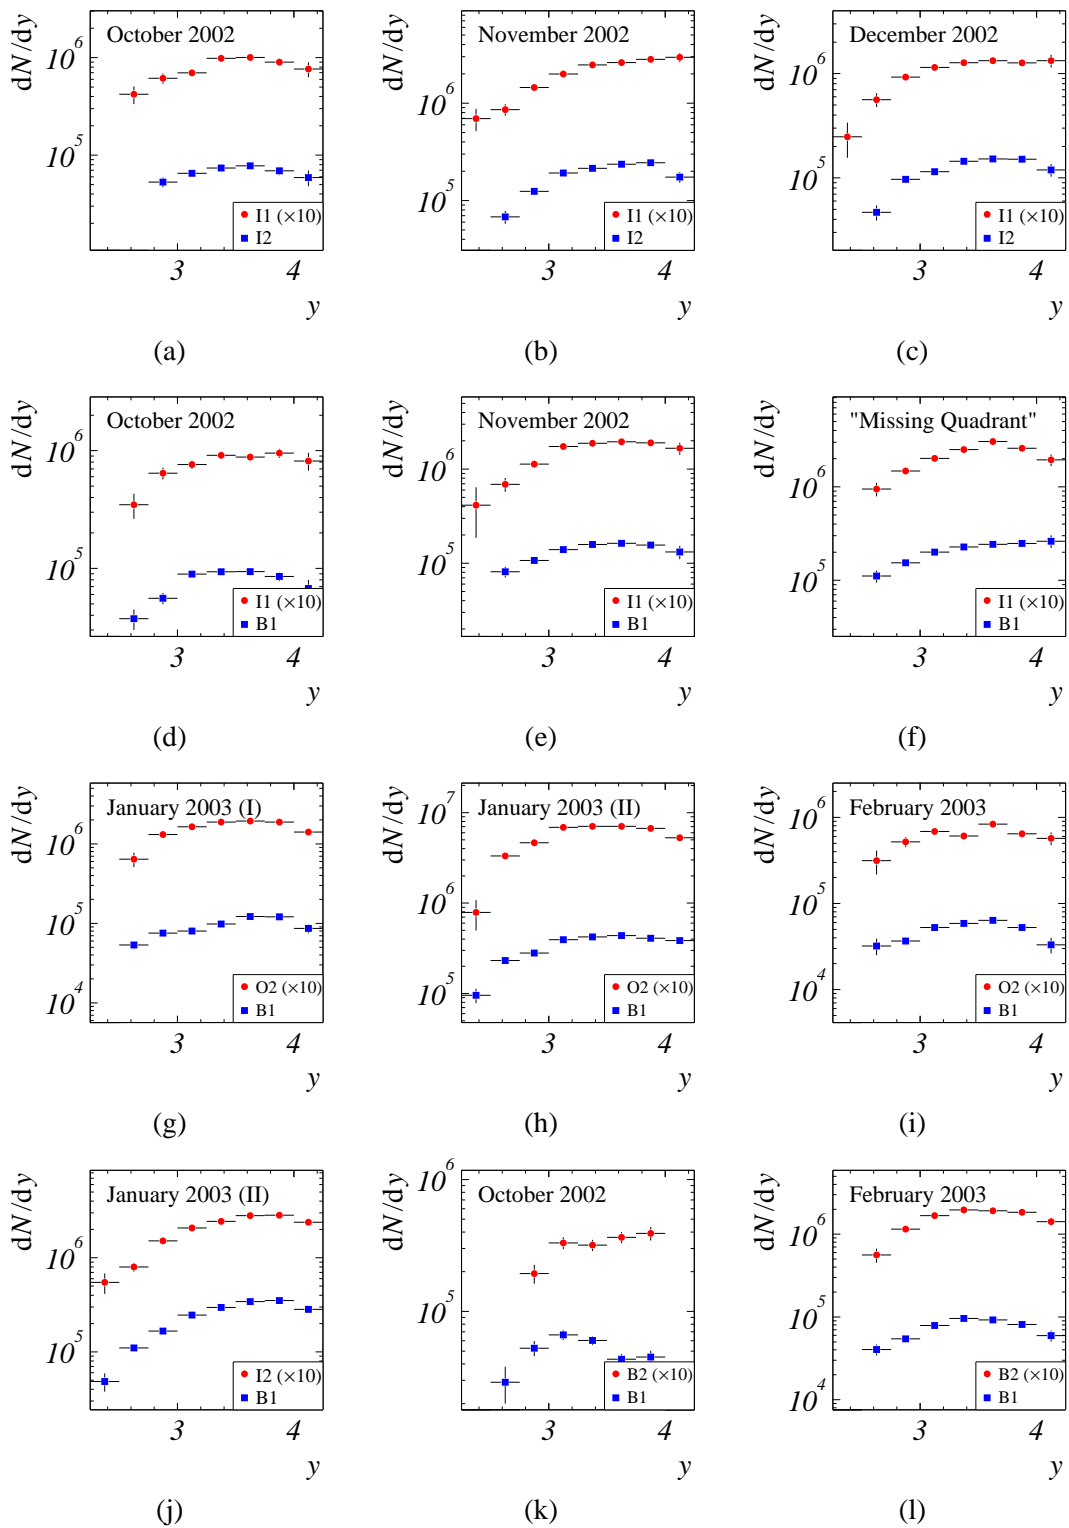 dN/dy
October 2002
10^6
10^5
I1 (×10)
I2
3
4
y
(a)
dN/dy
November 2002
10^6
10^5
I1 (×10)
I2
3
4
y
(b)
dN/dy
December 2002
10^6
10^5
I1 (×10)
I2
3
4
y
(c)
dN/dy
October 2002
10^6
10^5
I1 (×10)
B1
3
4
y
(d)
dN/dy
November 2002
10^6
10^5
I1 (×10)
B1
3
4
y
(e)
dN/dy
"Missing Quadrant"
10^6
10^5
I1 (×10)
B1
3
4
y
(f)
dN/dy
January 2003 (I)
10^6
10^5
10^4
O2 (×10)
B1
3
4
y
(g)
dN/dy
January 2003 (II)
10^7
10^6
10^5
O2 (×10)
B1
3
4
y
(h)
dN/dy
February 2003
10^6
10^5
10^4
O2 (×10)
B1
3
4
y
(i)
dN/dy
January 2003 (II)
10^6
10^5
I2 (×10)
B1
3
4
y
(j)
dN/dy
October 2002
10^6
10^5
B2 (×10)
B1
3
4
y
(k)
dN/dy
February 2003
10^6
10^5
10^4
B2 (×10)
B1
3
4
y
(l)